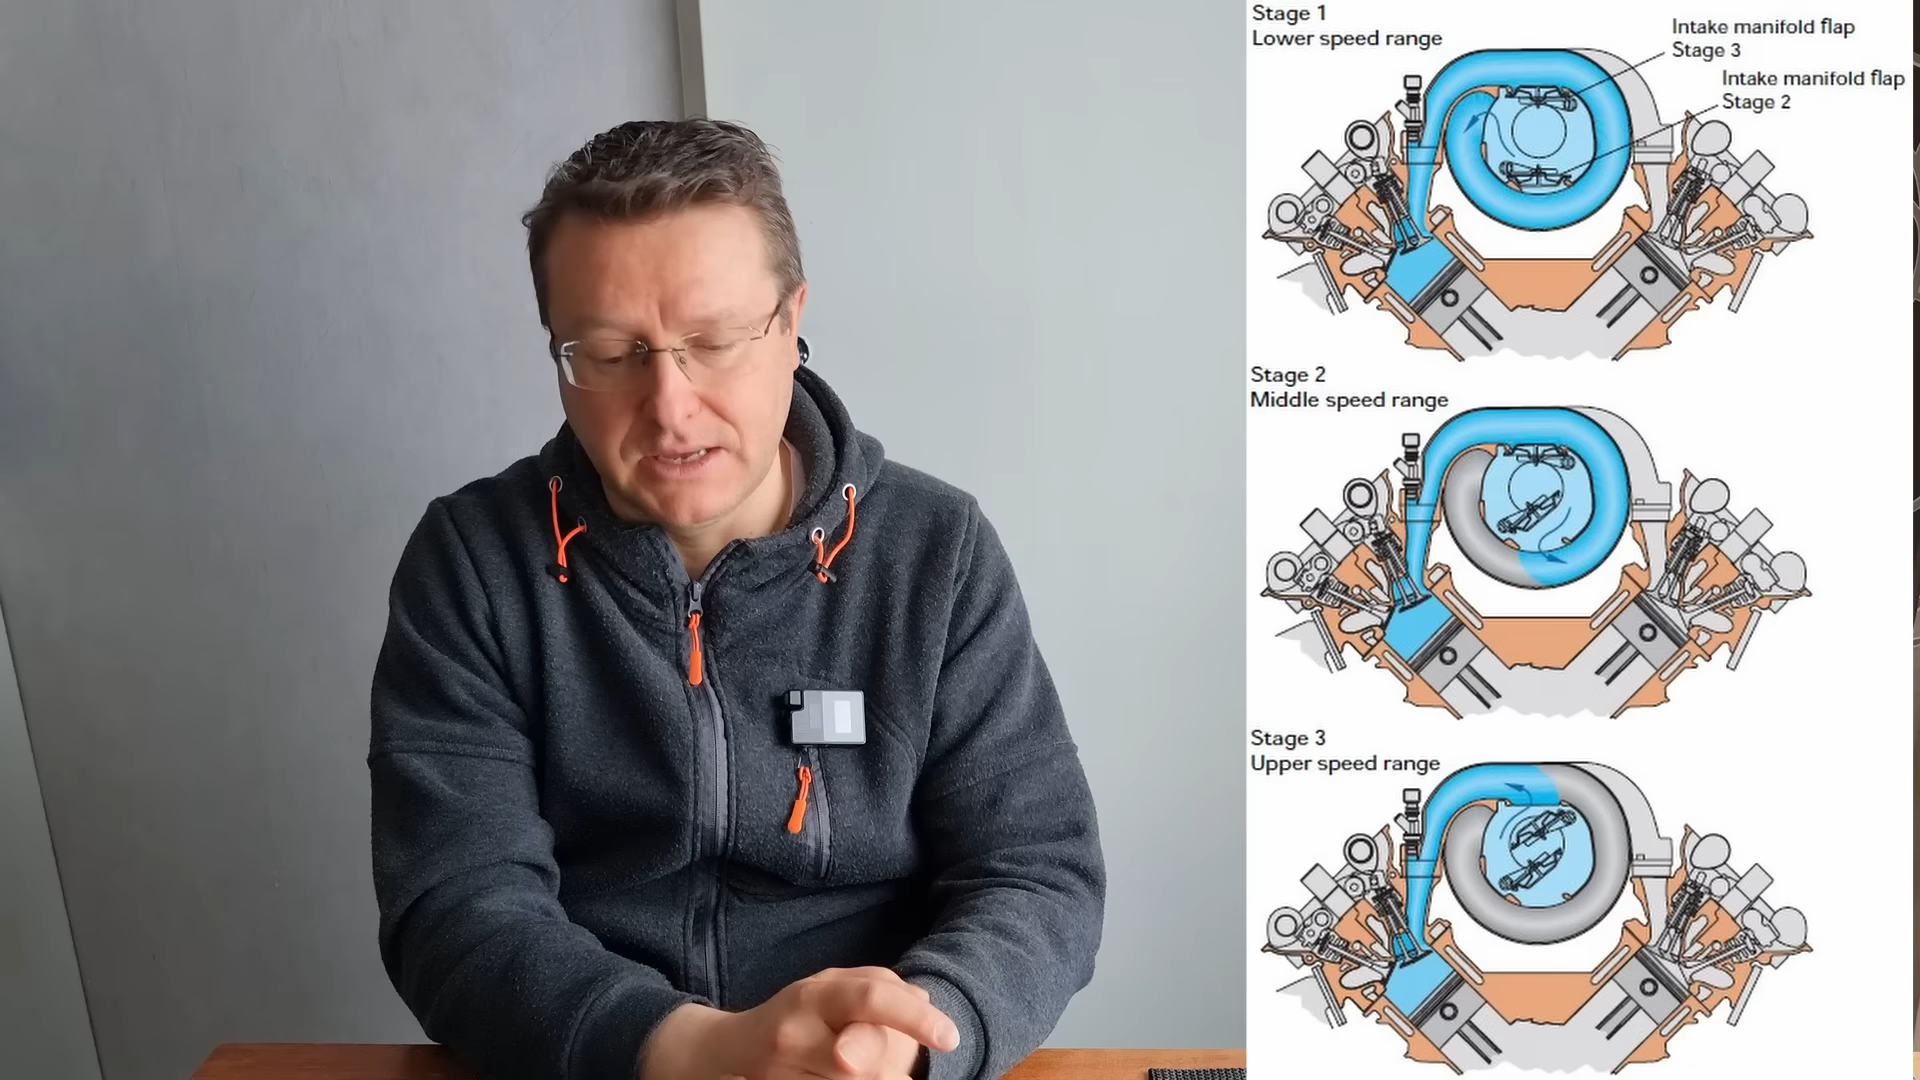 Stage 1
Lower speed range
Intake manifold flap
Stage 3
Intake manifold flap
Stage 2
Stage 2
Middle speed range
Stage 3
Upper speed range